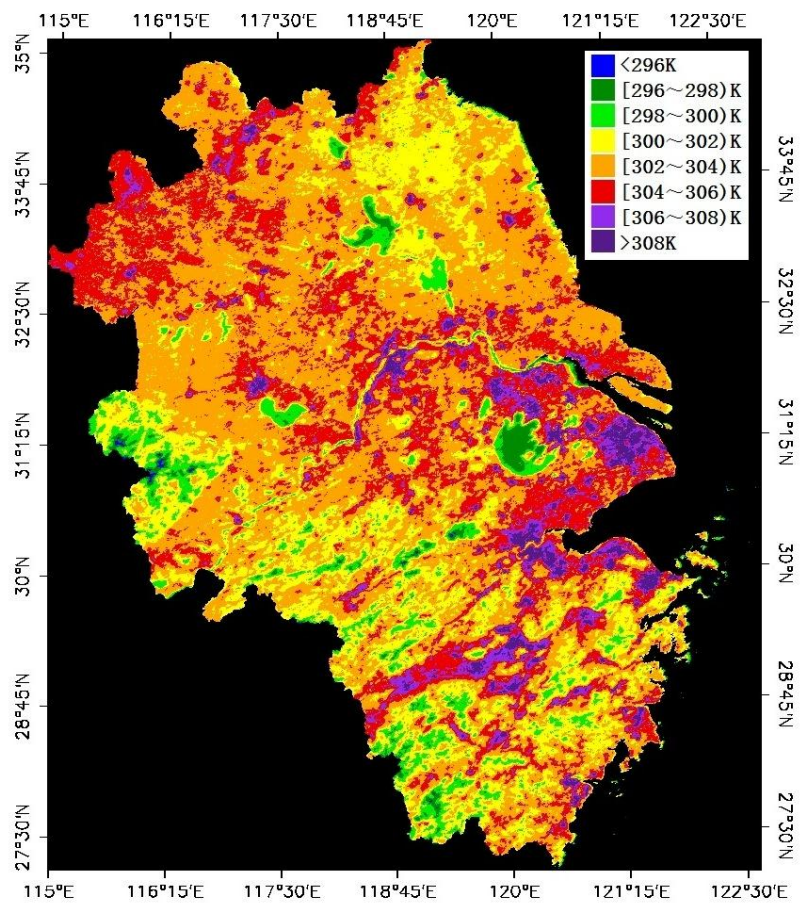 115°E 116°15'E 117°30'E 118°45'E 120°E 121°15'E 122°30'E
35°N
33°45'N
32°30'N
31°15'N
30°N
28°45'N
27°30'N
<296K
[296～298)K
[298～300)K
[300～302)K
[302～304)K
[304～306)K
[306～308)K
>308K
33°45'N
32°30'N
31°15'N
30°N
28°45'N
27°30'N
115°E 116°15'E 117°30'E 118°45'E 120°E 121°15'E 122°30'E